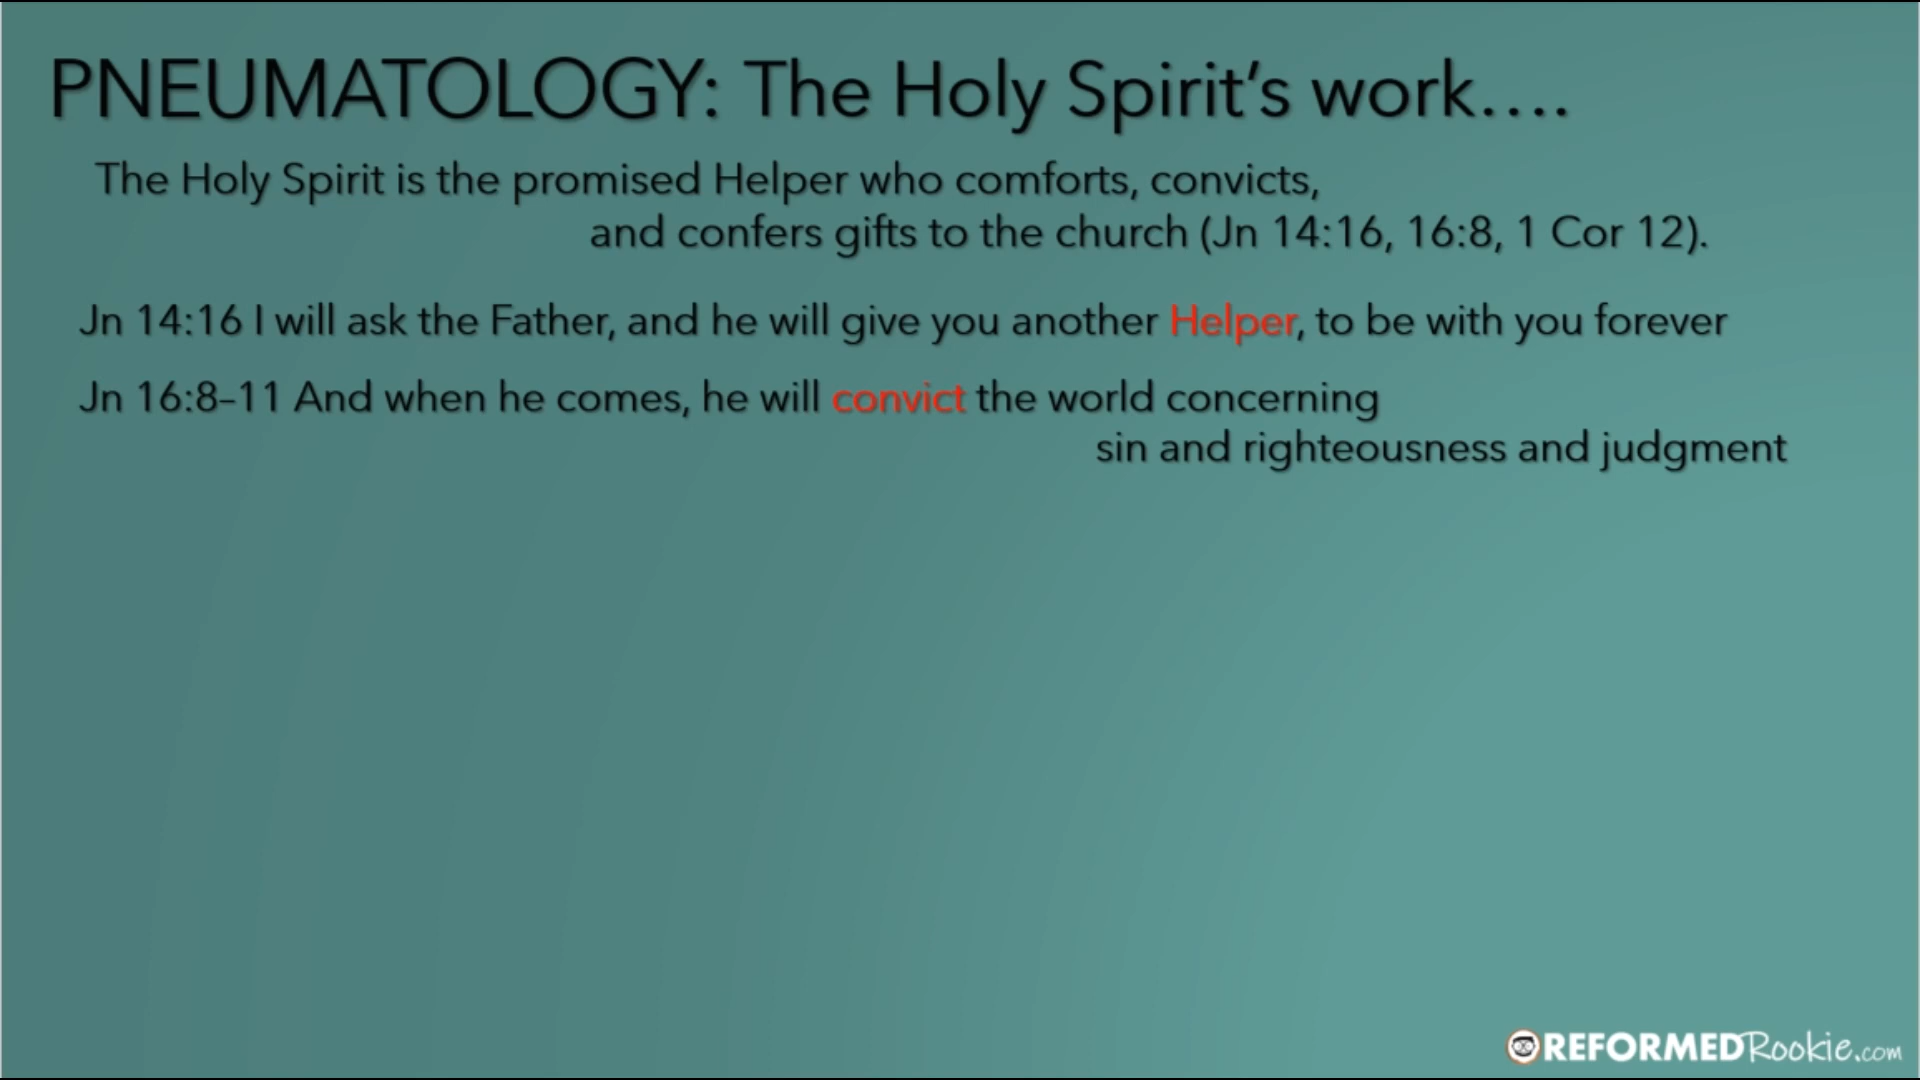 PNEUMATOLOGY: The Holy Spirit's work....
The Holy Spirit is the promised Helper who comforts, convicts,
and confers gifts to the church (Jn 14:16, 16:8, 1 Cor 12).
Jn 14:16 I will ask the Father, and he will give you another Helper, to be with you forever
Jn 16:8–11 And when he comes, he will convict the world concerning
sin and righteousness and judgment
REFORMEDRookie.com